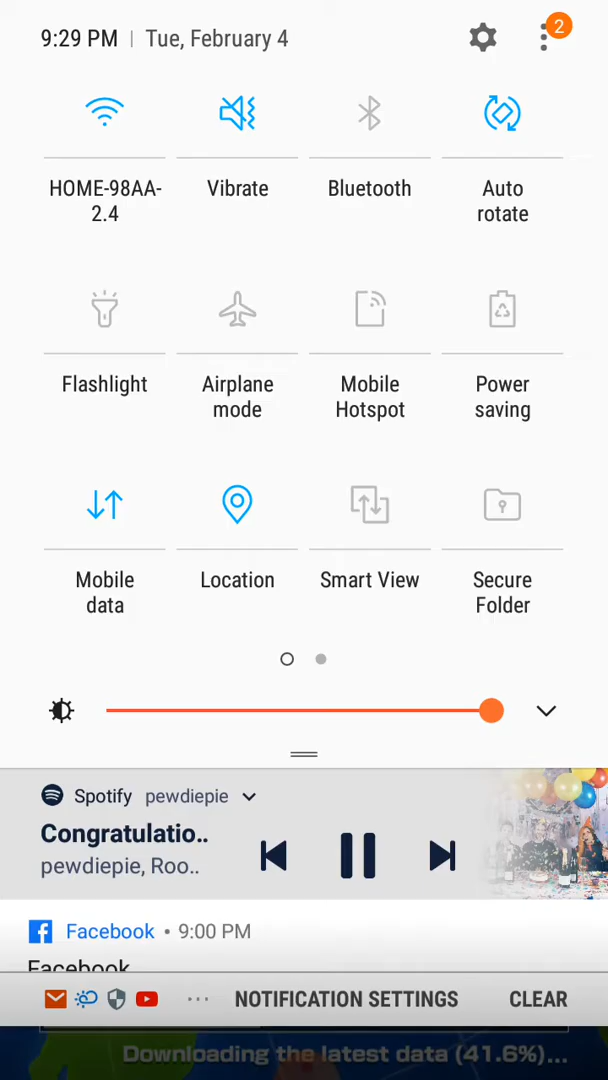 9:29 PM | Tue, February 4
2
HOME-98AA-
2.4
Vibrate
Bluetooth
Auto
rotate
Flashlight
Airplane
mode
Mobile
Hotspot
Power
saving
Mobile
data
Location
Smart View
Secure
Folder
Spotify pewdiepie
Congratulatio..
pewdiepie, Roo..
Facebook • 9:00 PM
Facebook
... NOTIFICATION SETTINGS CLEAR
Downloading the latest data (41.6%)...